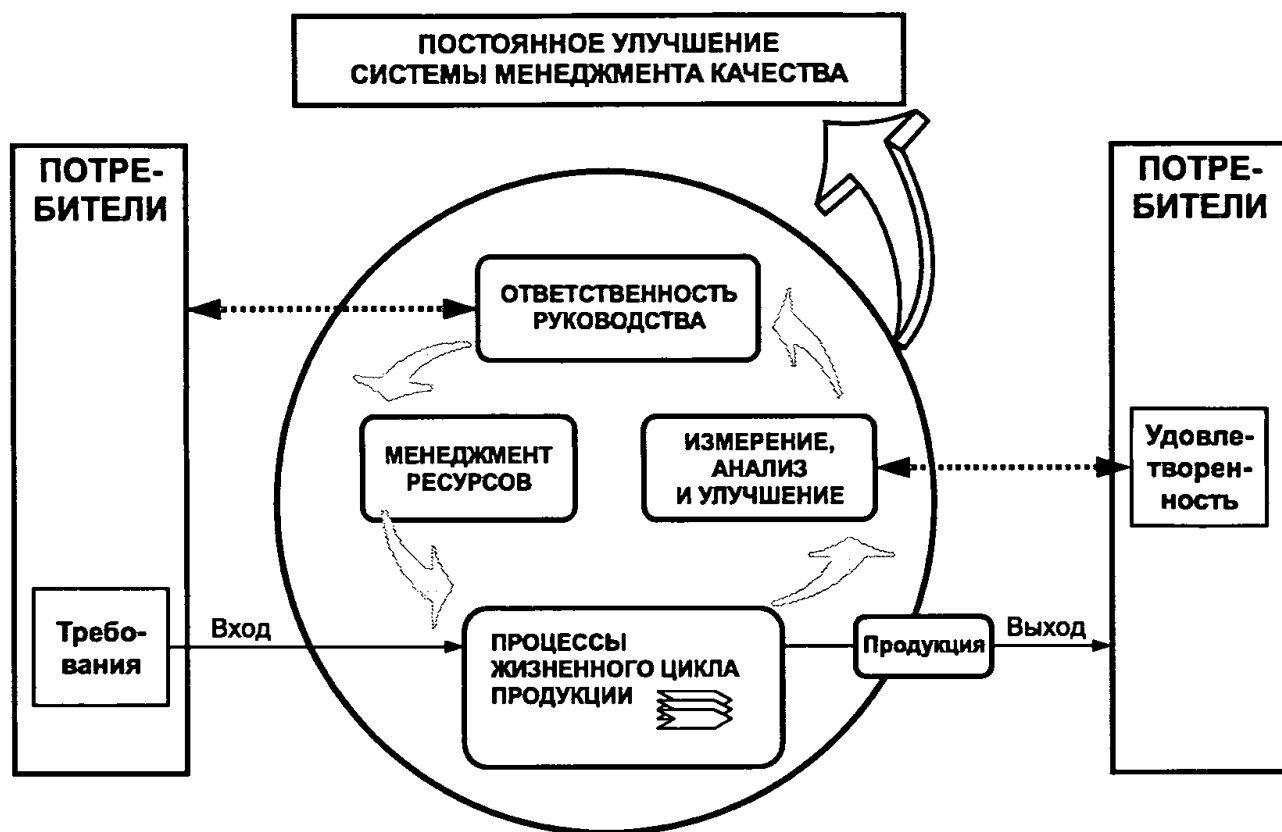 ПОСТОЯННОЕ УЛУЧШЕНИЕ
СИСТЕМЫ МЕНЕДЖМЕНТА КАЧЕСТВА
ПОТРЕ-
БИТЕЛИ
ПОТРЕ-
БИТЕЛИ
ОТВЕТСТВЕННОСТЬ
РУКОВОДСТВА
МЕНЕДЖМЕНТ
РЕСУРСОВ
ИЗМЕРЕНИЕ,
АНАЛИЗ
И УЛУЧШЕНИЕ
Удовле-
творен-
ность
Требо-
вания
Вход
ПРОЦЕССЫ
ЖИЗНЕННОГО ЦИКЛА
ПРОДУКЦИИ
Продукция
Выход